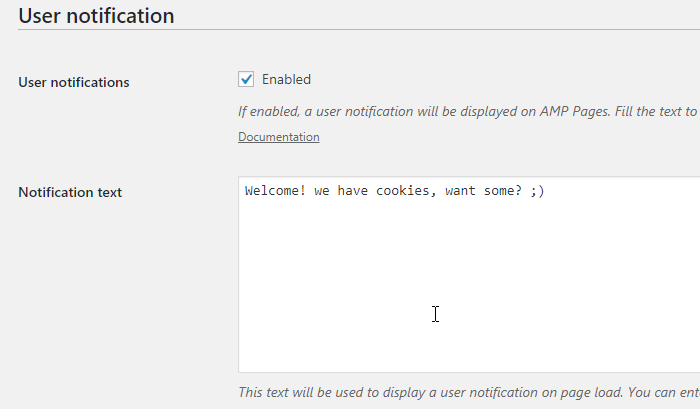 User notification
User notifications
Enabled
If enabled, a user notification will be displayed on AMP Pages. Fill the text to
Documentation
Notification text
Welcome! we have cookies, want some? ;)
This text will be used to display a user notification on page load. You can ent